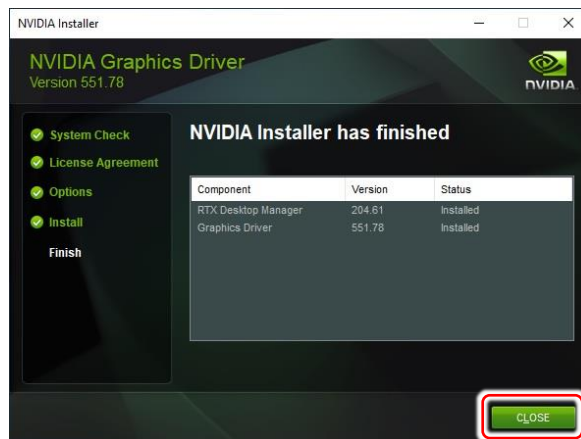 NVIDIA Installer
NVIDIA Graphics Driver
Version 551.78
NVIDIA
System Check
License Agreement
Options
Install
Finish
NVIDIA Installer has finished
Component Version Status
RTX Desktop Manager 204.61 Installed
Graphics Driver 551.78 Installed
CLOSE